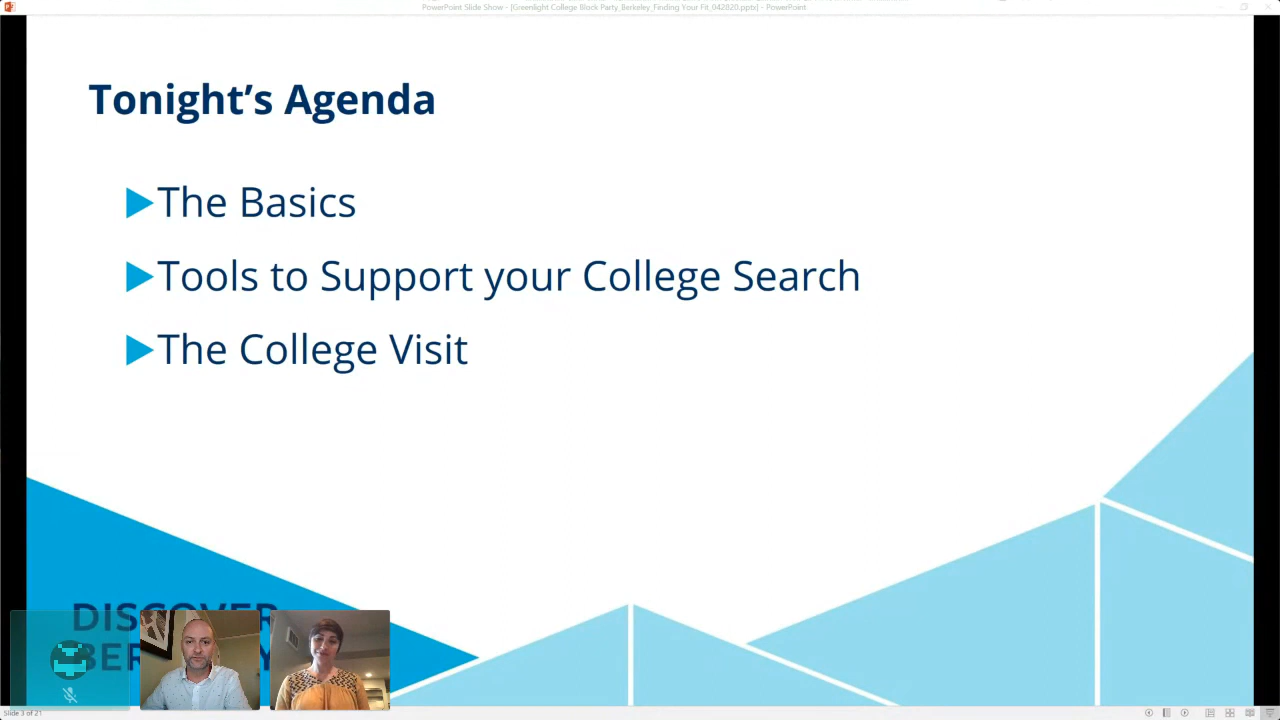 PowerPoint Slide Show - [Greenlight College Block Party_Berkeley_Finding Your Fit_042820.pptx] - PowerPoint
Tonight's Agenda
The Basics
Tools to Support your College Search
The College Visit
DISCOVER
Slide 3 of 21